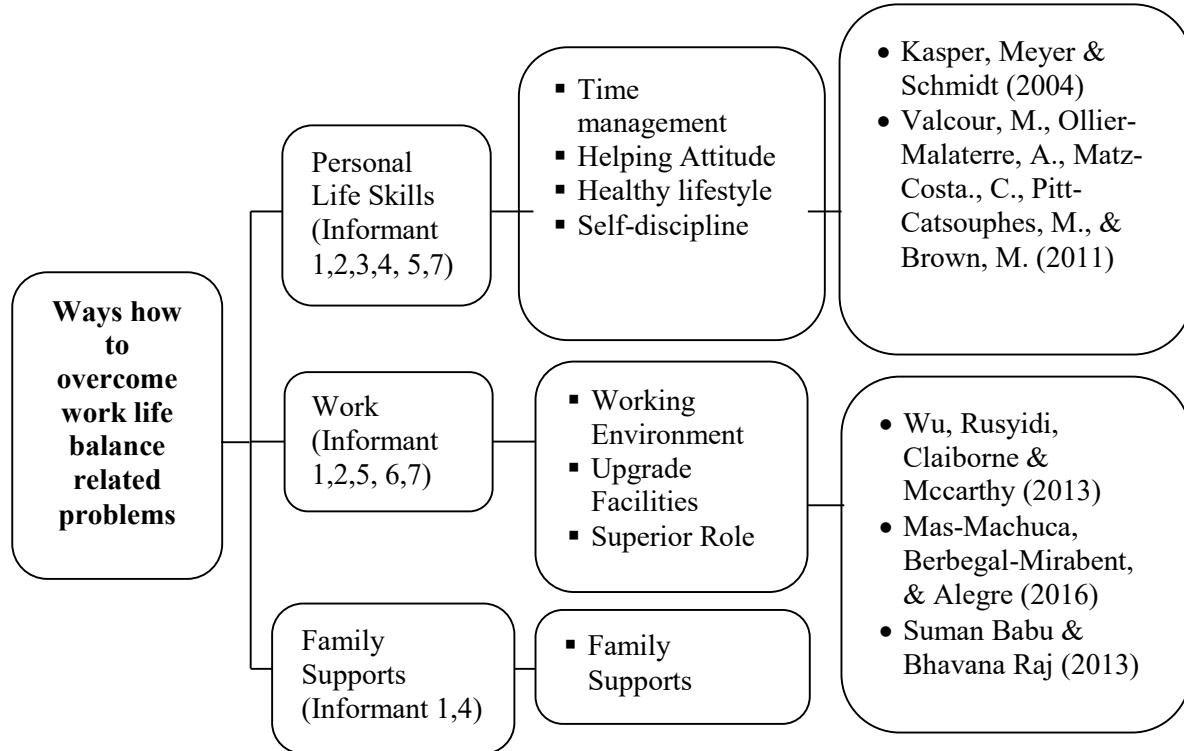 Ways how
to
overcome
work life
balance
related
problems
Personal
Life Skills
(Informant
1,2,3,4, 5,7)
▪ Time
management
▪ Helping Attitude
▪ Healthy lifestyle
▪ Self-discipline
• Kasper, Meyer &
Schmidt (2004)
• Valcour, M., Ollier-
Malaterre, A., Matz-
Costa., C., Pitt-
Catsouphes, M., &
Brown, M. (2011)
Work
(Informant
1,2,5, 6,7)
▪ Working
Environment
▪ Upgrade
Facilities
▪ Superior Role
• Wu, Rusyidi,
Claiborne &
Mccarthy (2013)
• Mas-Machuca,
Berbegal-Mirabent,
& Alegre (2016)
• Suman Babu &
Bhavana Raj (2013)
Family
Supports
(Informant 1,4)
▪ Family
Supports